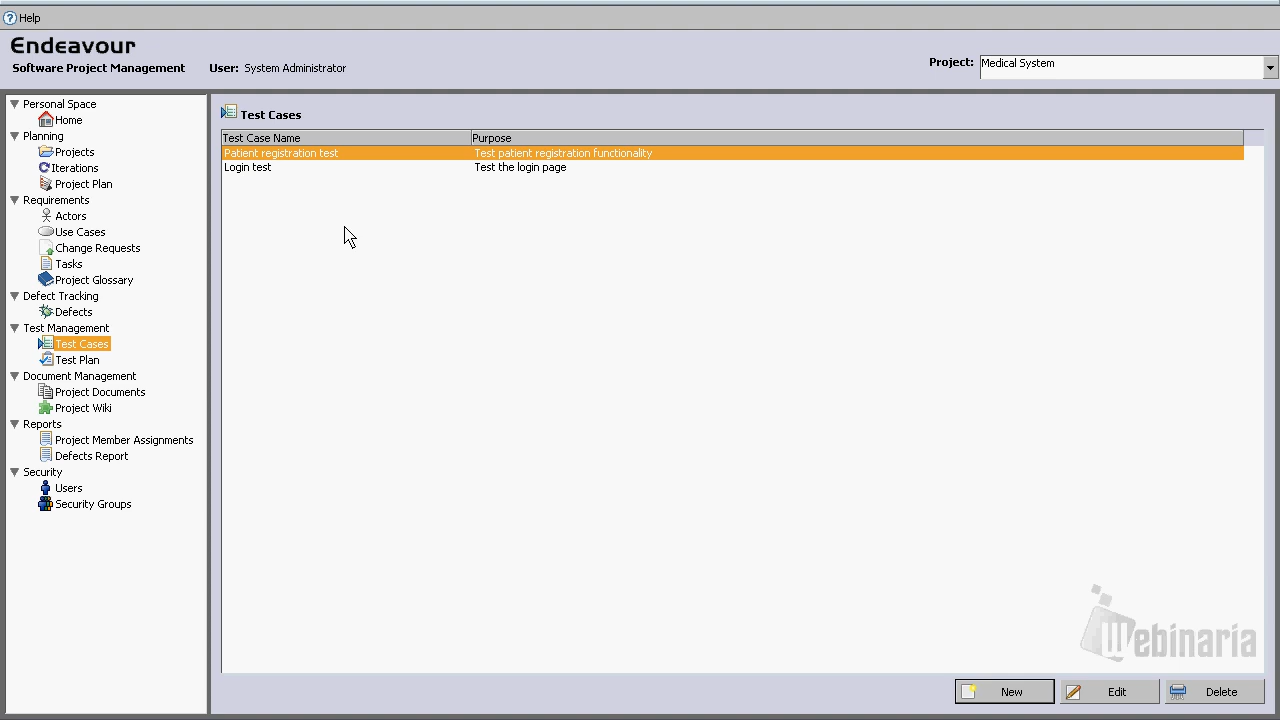 Help
Endeavour
Software Project Management User: System Administrator
Project: Medical System
Personal Space
Home
Planning
Projects
Iterations
Project Plan
Requirements
Actors
Use Cases
Change Requests
Tasks
Project Glossary
Defect Tracking
Defects
Test Management
Test Cases
Test Plan
Document Management
Project Documents
Project Wiki
Reports
Project Member Assignments
Defects Report
Security
Users
Security Groups
Test Cases
Test Case Name Purpose
Patient registration test Test patient registration functionality
Login test Test the login page
Webinaria
New Edit Delete